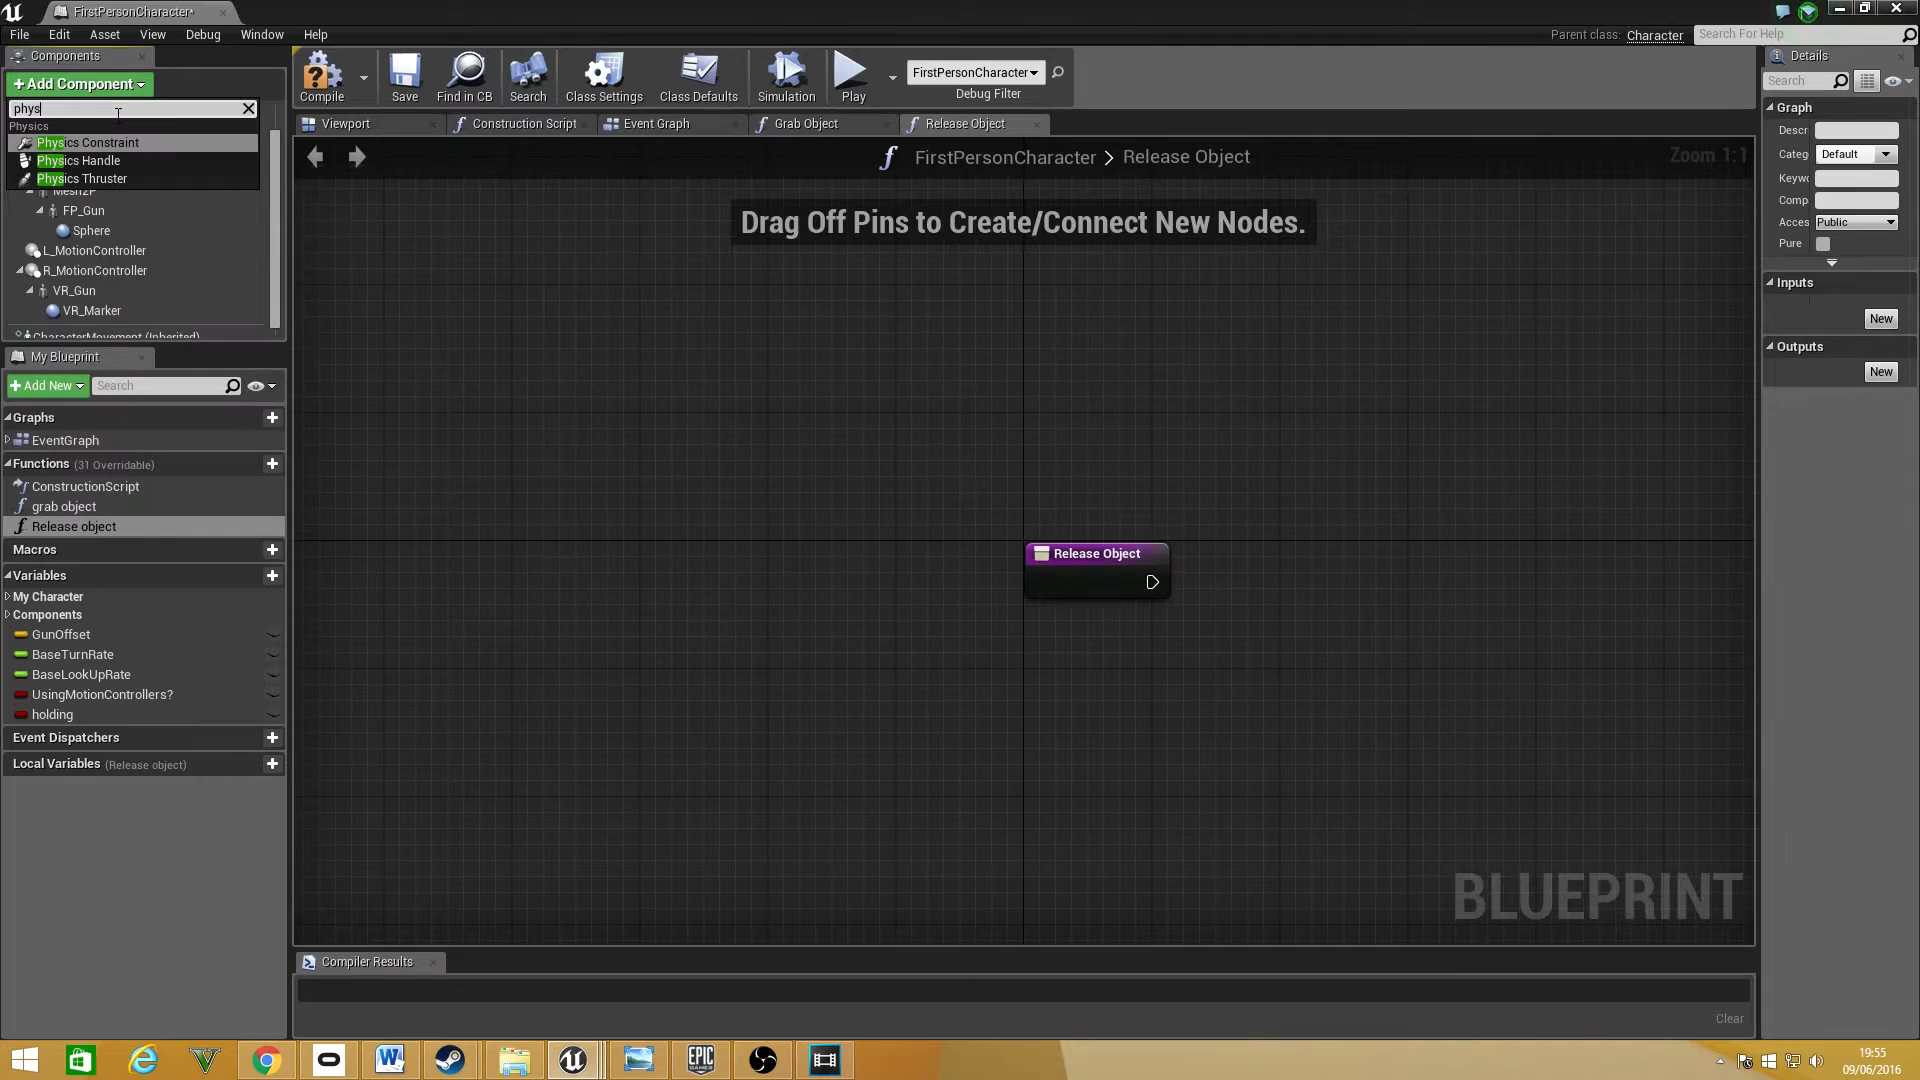 FirstPersonCharacter*
File Edit Asset View Debug Window Help
Parent class: Character Search For Help
Components
+Add Component
phys
Physics
Physics Constraint
Physics Handle
Physics Thruster
FP_Gun
Sphere
L_MotionController
R_MotionController
VR_Gun
VR_Marker
CharacterMovement (Inherited)
Compile Save Find in CB Search Class Settings Class Defaults Simulation Play
FirstPersonCharacter
Debug Filter
Viewport Construction Script Event Graph Grab Object Release Object
FirstPersonCharacter > Release Object
Zoom 1:1
Drag Off Pins to Create/Connect New Nodes.
Release Object
BLUEPRINT
My Blueprint
+Add New Search
Graphs
EventGraph
Functions (31 Overridable)
ConstructionScript
grab object
Release object
Macros
Variables
My Character
Components
GunOffset
BaseTurnRate
BaseLookUpRate
UsingMotionControllers?
holding
Event Dispatchers
Local Variables (Release object)
Compiler Results
Clear
Details
Search
Graph
Descr
Categ Default
Keywo
Comp
Acces Public
Pure
Inputs
New
Outputs
New
EPIC
GAMES
19:55
09/06/2016